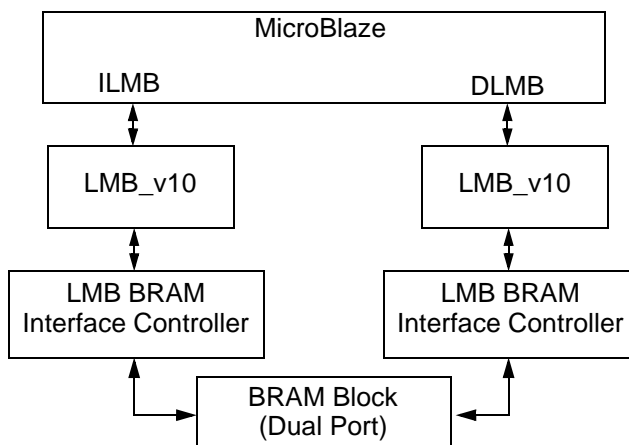 MicroBlaze
ILMB
DLMB
LMB_v10
LMB_v10
LMB BRAM
Interface Controller
LMB BRAM
Interface Controller
BRAM Block
(Dual Port)